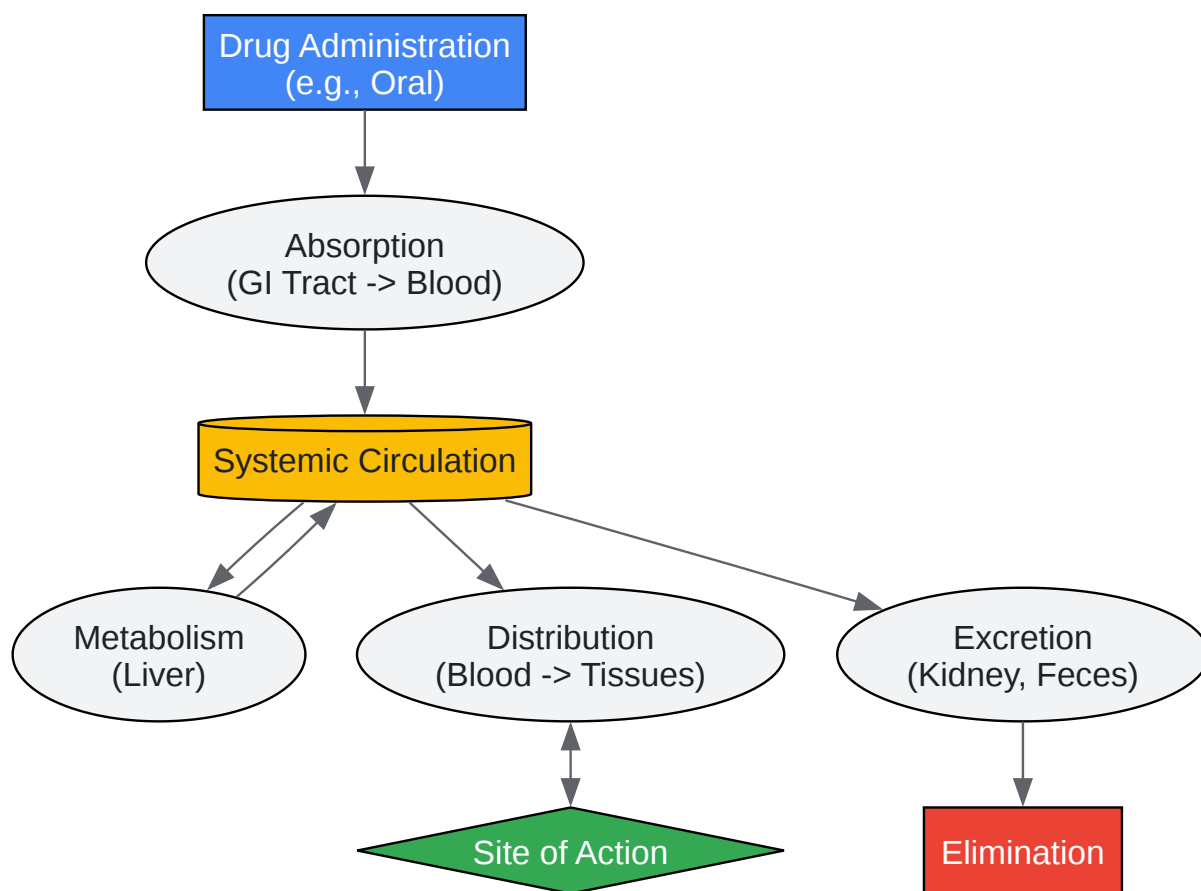 Drug Administration
(e.g., Oral)
Absorption
(GI Tract -> Blood)
Systemic Circulation
Metabolism
(Liver)
Distribution
(Blood -> Tissues)
Excretion
(Kidney, Feces)
Site of Action
Elimination